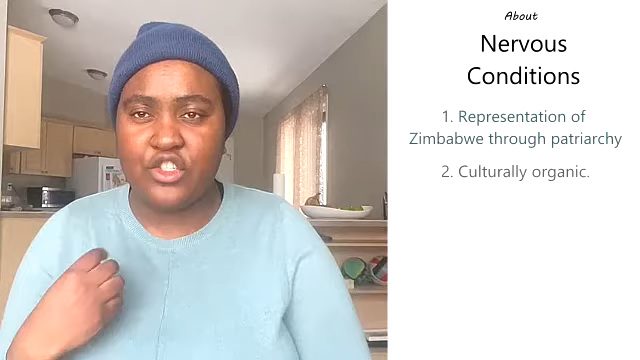 About
Nervous
Conditions
1. Representation of
Zimbabwe through patriarchy
2. Culturally organic.